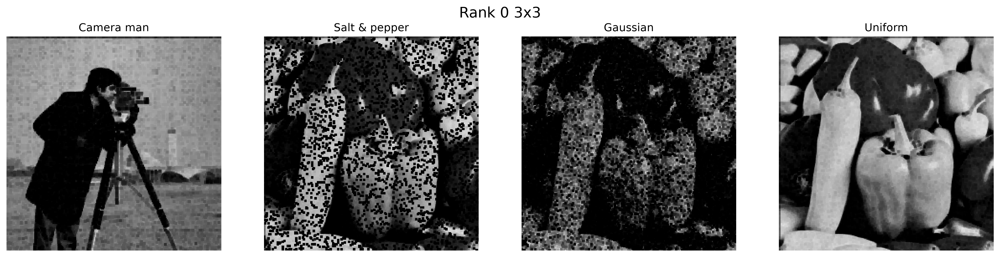 Rank 0 3x3
Camera man
Salt & pepper
Gaussian
Uniform